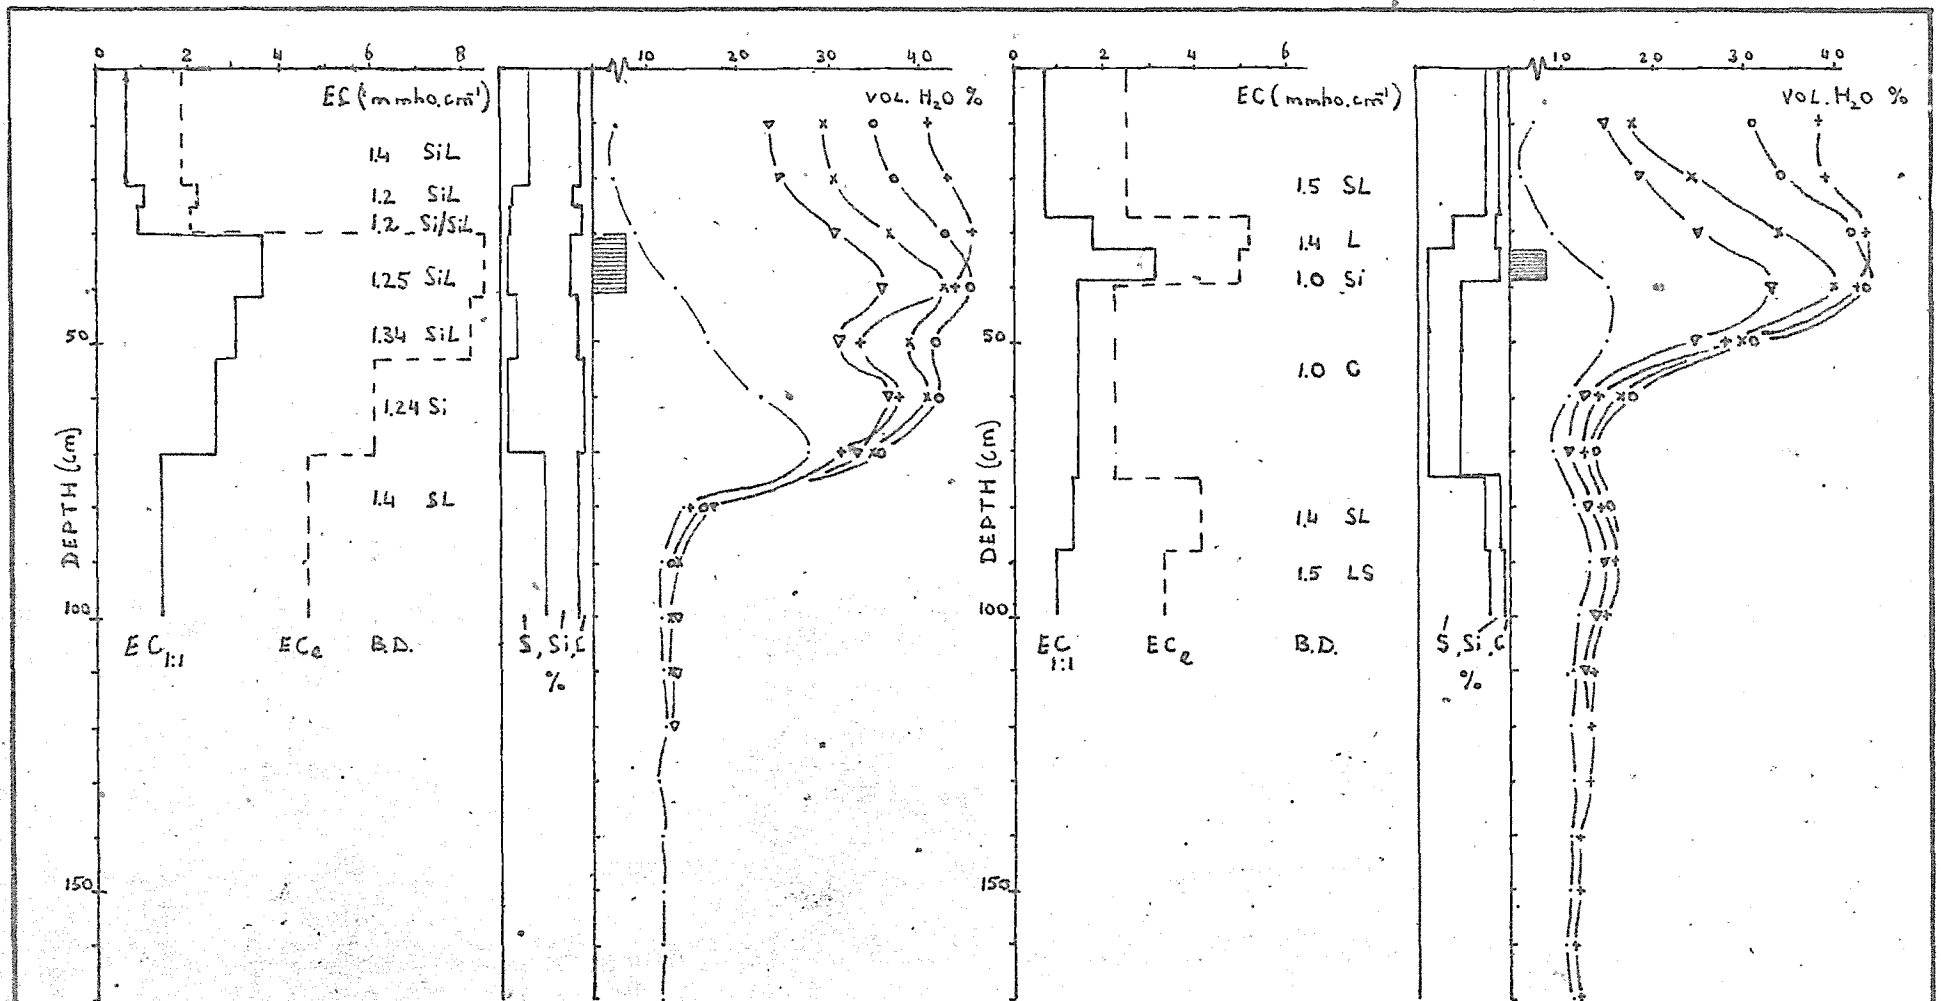 0 2 4 6 8
10 20 30 40
EC (mmho.cm⁻¹)
VOL. H₂O %
1.4 SiL
1.2 SiL
1.2 Si/SiL
1.25 SiL
50
1.34 SiL
1.24 Si
1.4 SL
DEPTH (cm)
100
EC1:1
ECe
B.D.
S, Si, C
%
150
0 2 4 6
10 20 30 40
EC (mmho.cm⁻¹)
VOL. H₂O %
1.5 SL
1.4 L
1.0 Si
50
1.0 C
1.4 SL
DEPTH (cm)
1.5 LS
100
EC1:1
ECe
B.D.
S, Si, C
%
150